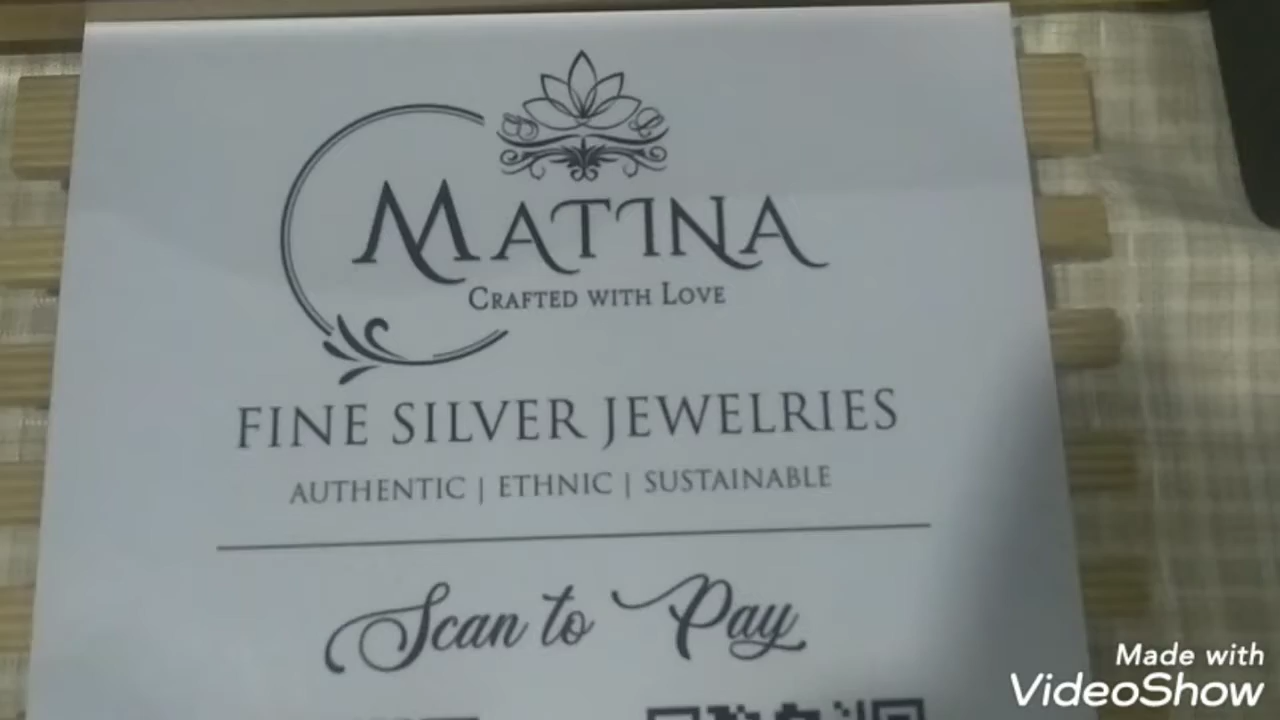 MATINA
CRAFTED WITH LOVE
FINE SILVER JEWELRIES
AUTHENTIC | ETHNIC | SUSTAINABLE
Scan to Pay
Made with
VideoShow